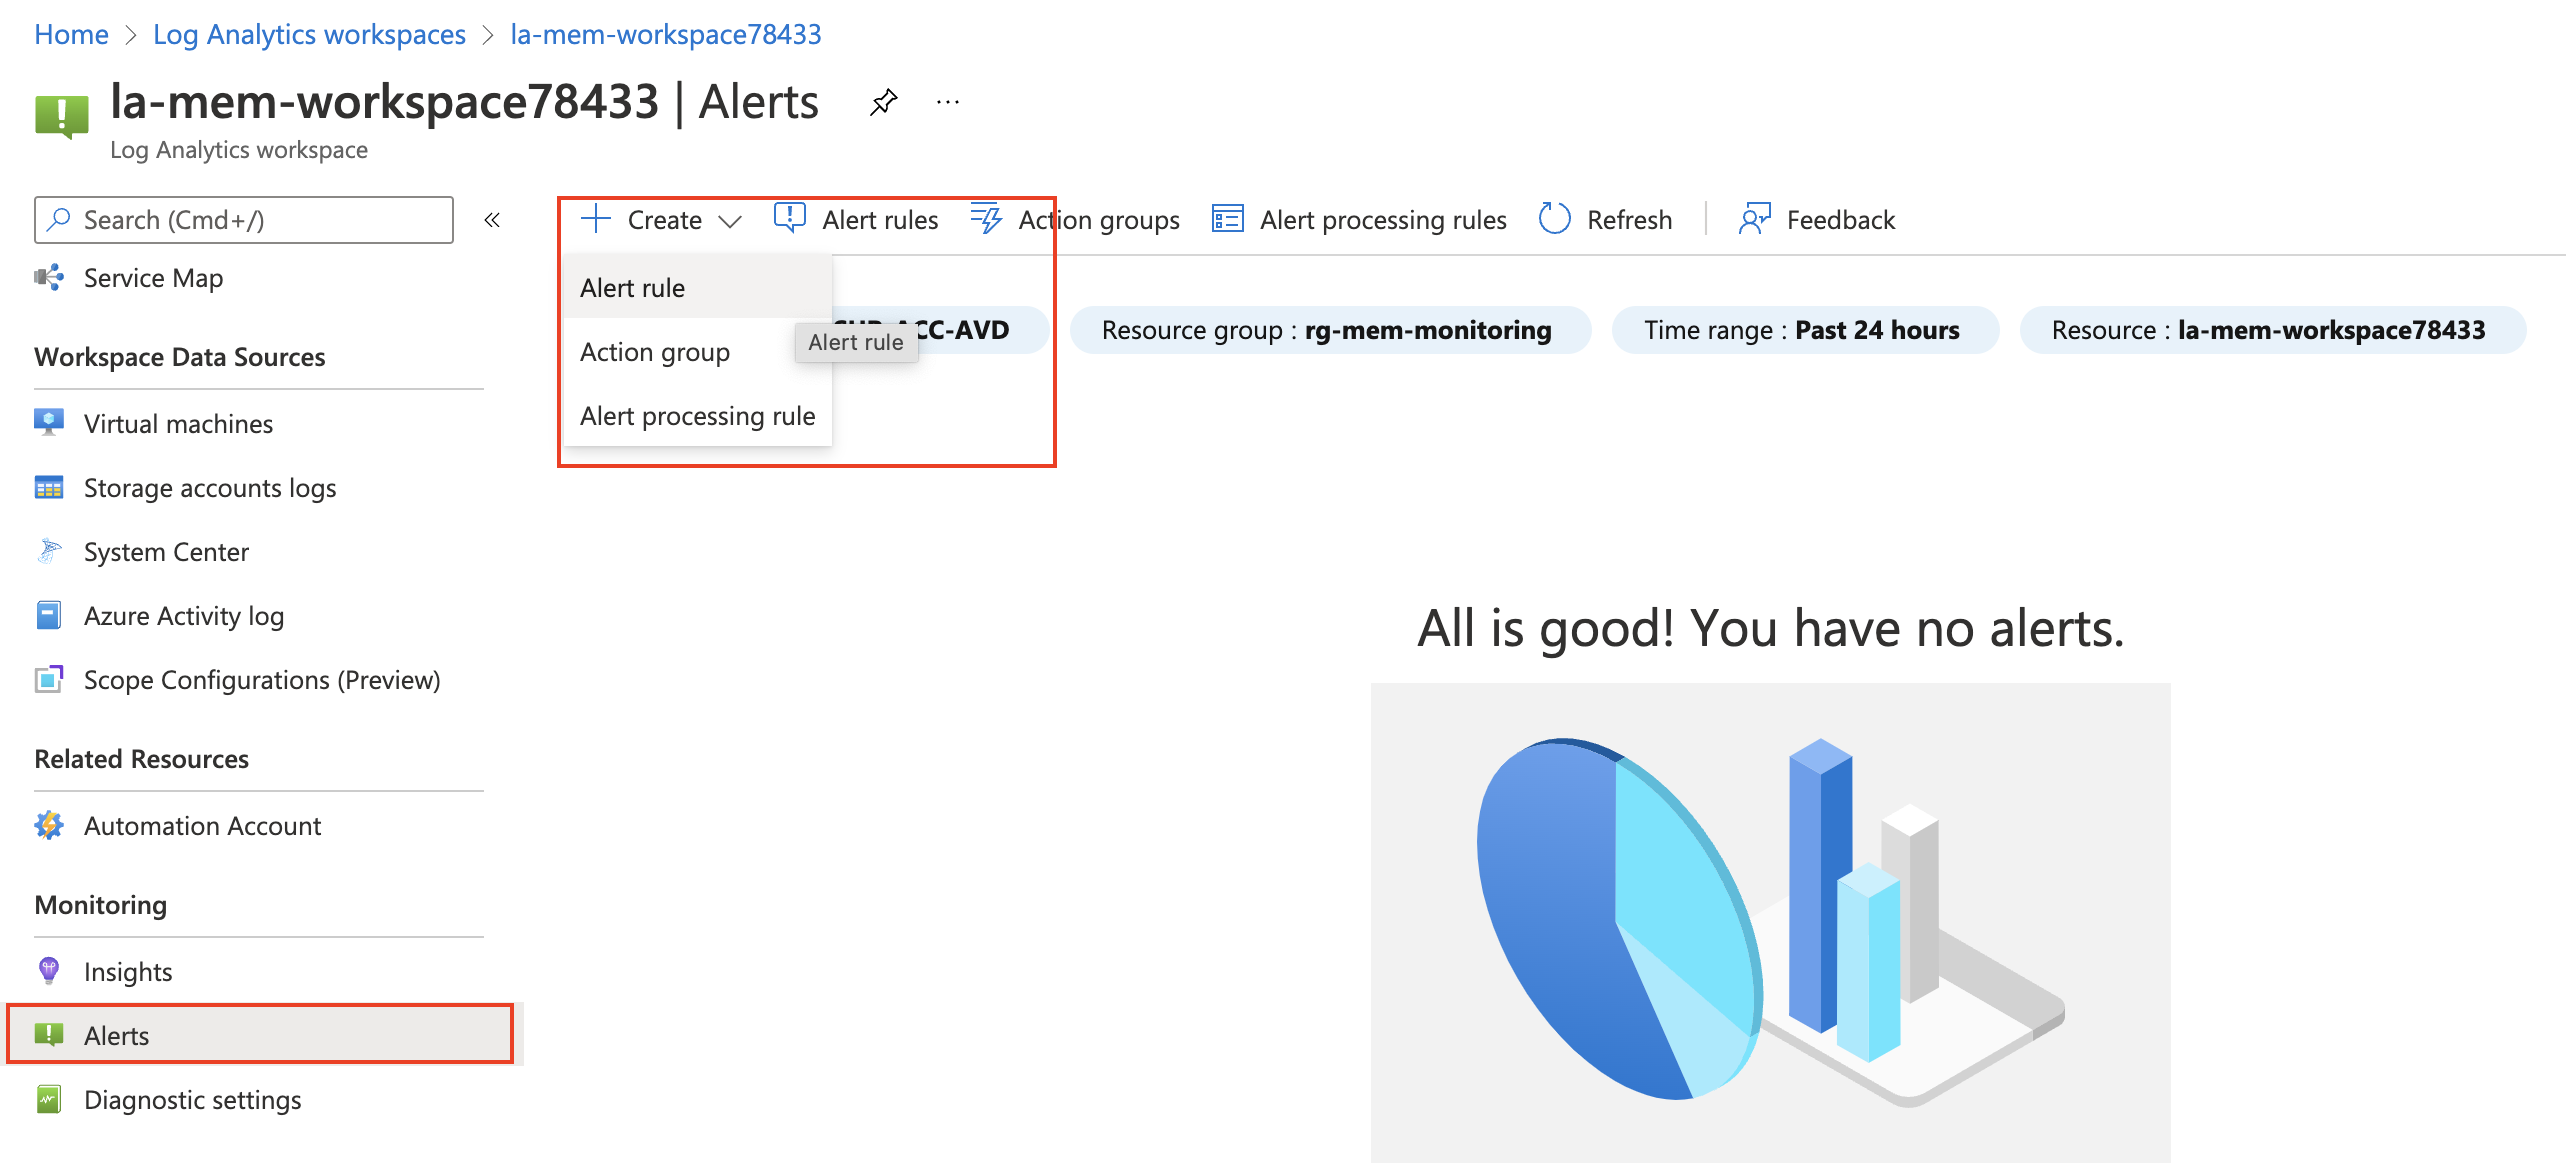 Home > Log Analytics workspaces > la-mem-workspace78433
la-mem-workspace78433 | Alerts ...
Log Analytics workspace
Search (Cmd+/) «
Create Alert rules Action groups Alert processing rules Refresh Feedback
Service Map
Workspace Data Sources
Virtual machines
Storage accounts logs
System Center
Azure Activity log
Scope Configurations (Preview)
Related Resources
Automation Account
Monitoring
Insights
Alerts
Diagnostic settings
Alert rule
Action group
Alert processing rule
Alert rule
ACC-AVD Resource group : rg-mem-monitoring Time range : Past 24 hours Resource : la-mem-workspace78433
All is good! You have no alerts.